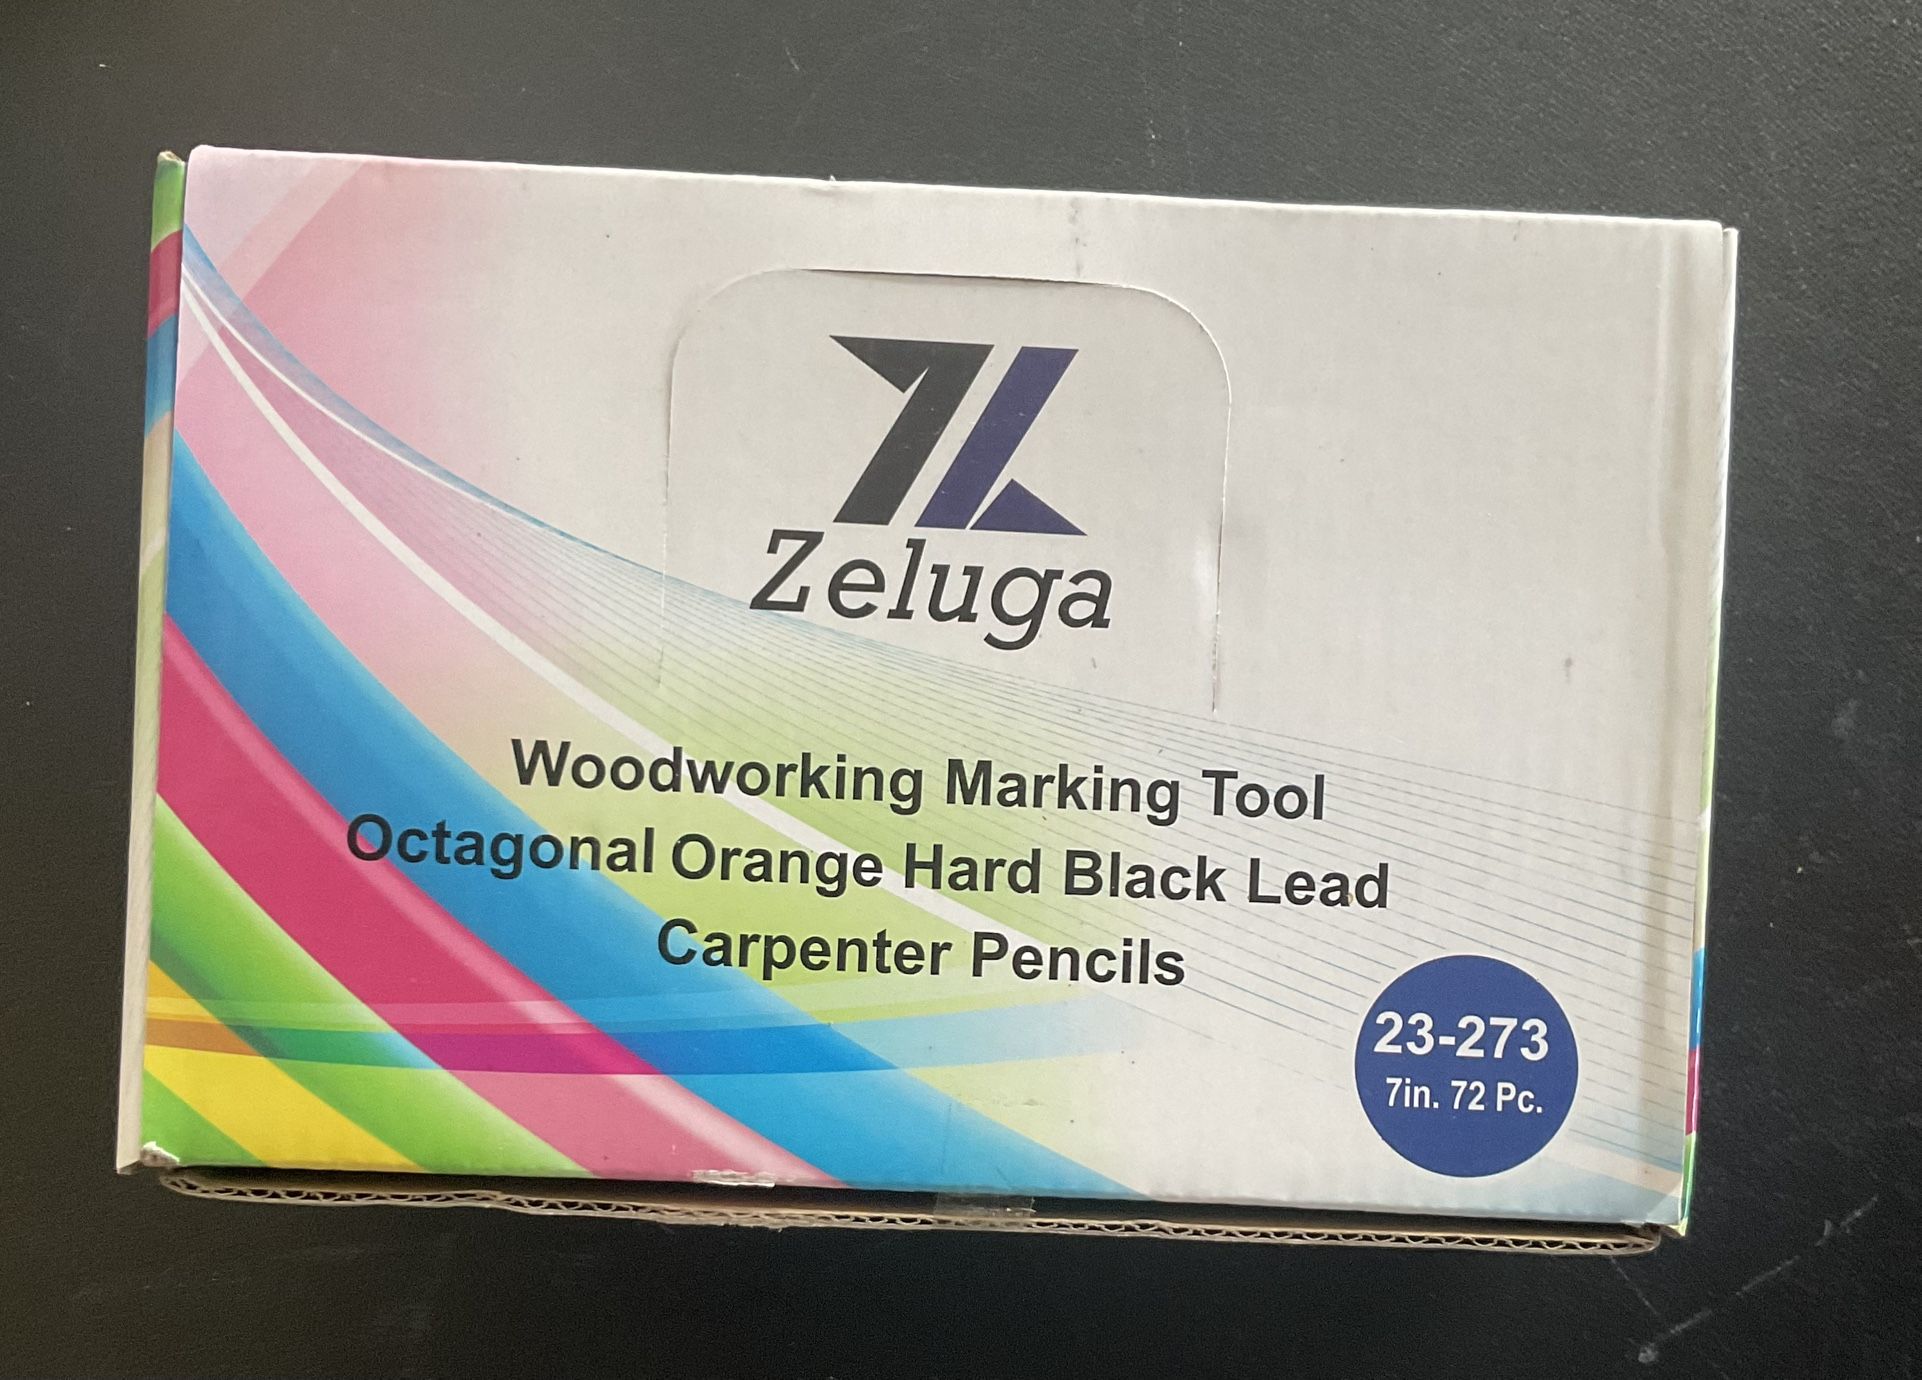 Zeluga
Woodworking Marking Tool
Octagonal Orange Hard Black Lead
Carpenter Pencils
23-273
7in. 72 Pc.